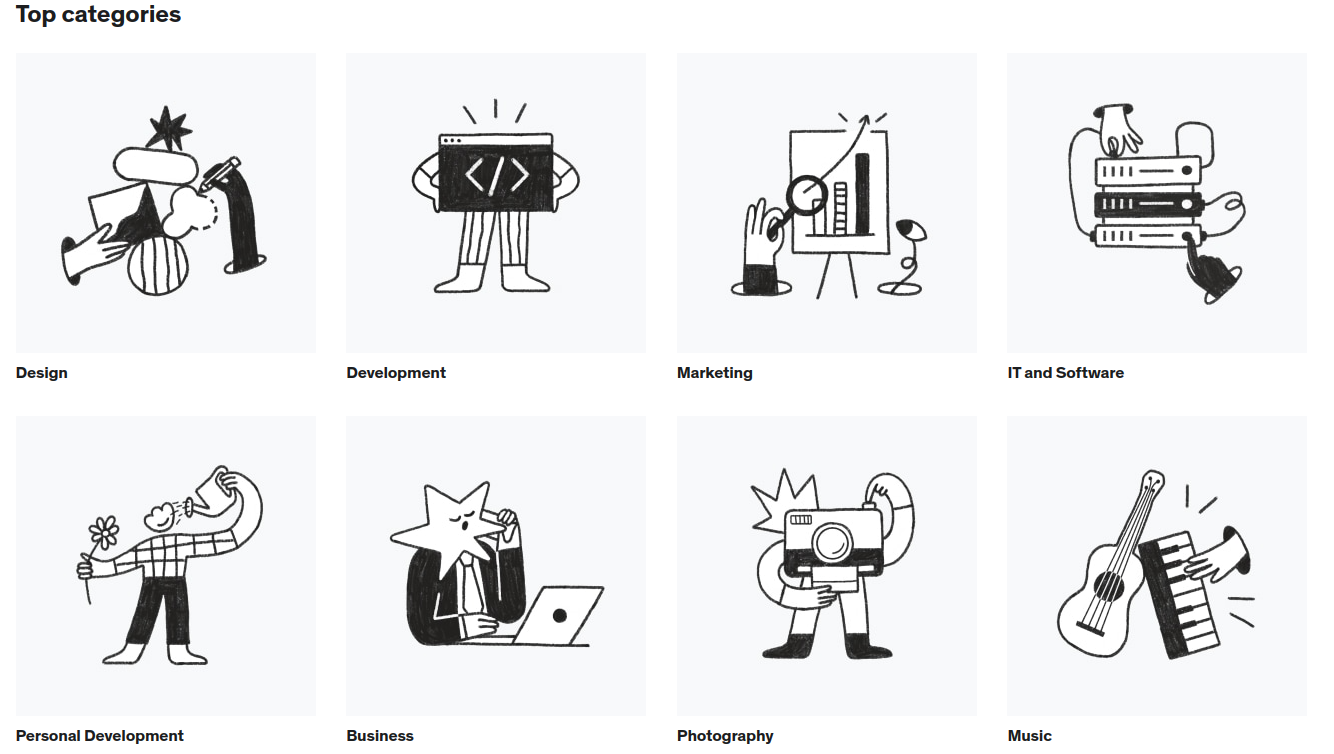 Top categories
Design
Development
Marketing
IT and Software
</>
Personal Development
Business
Photography
Music